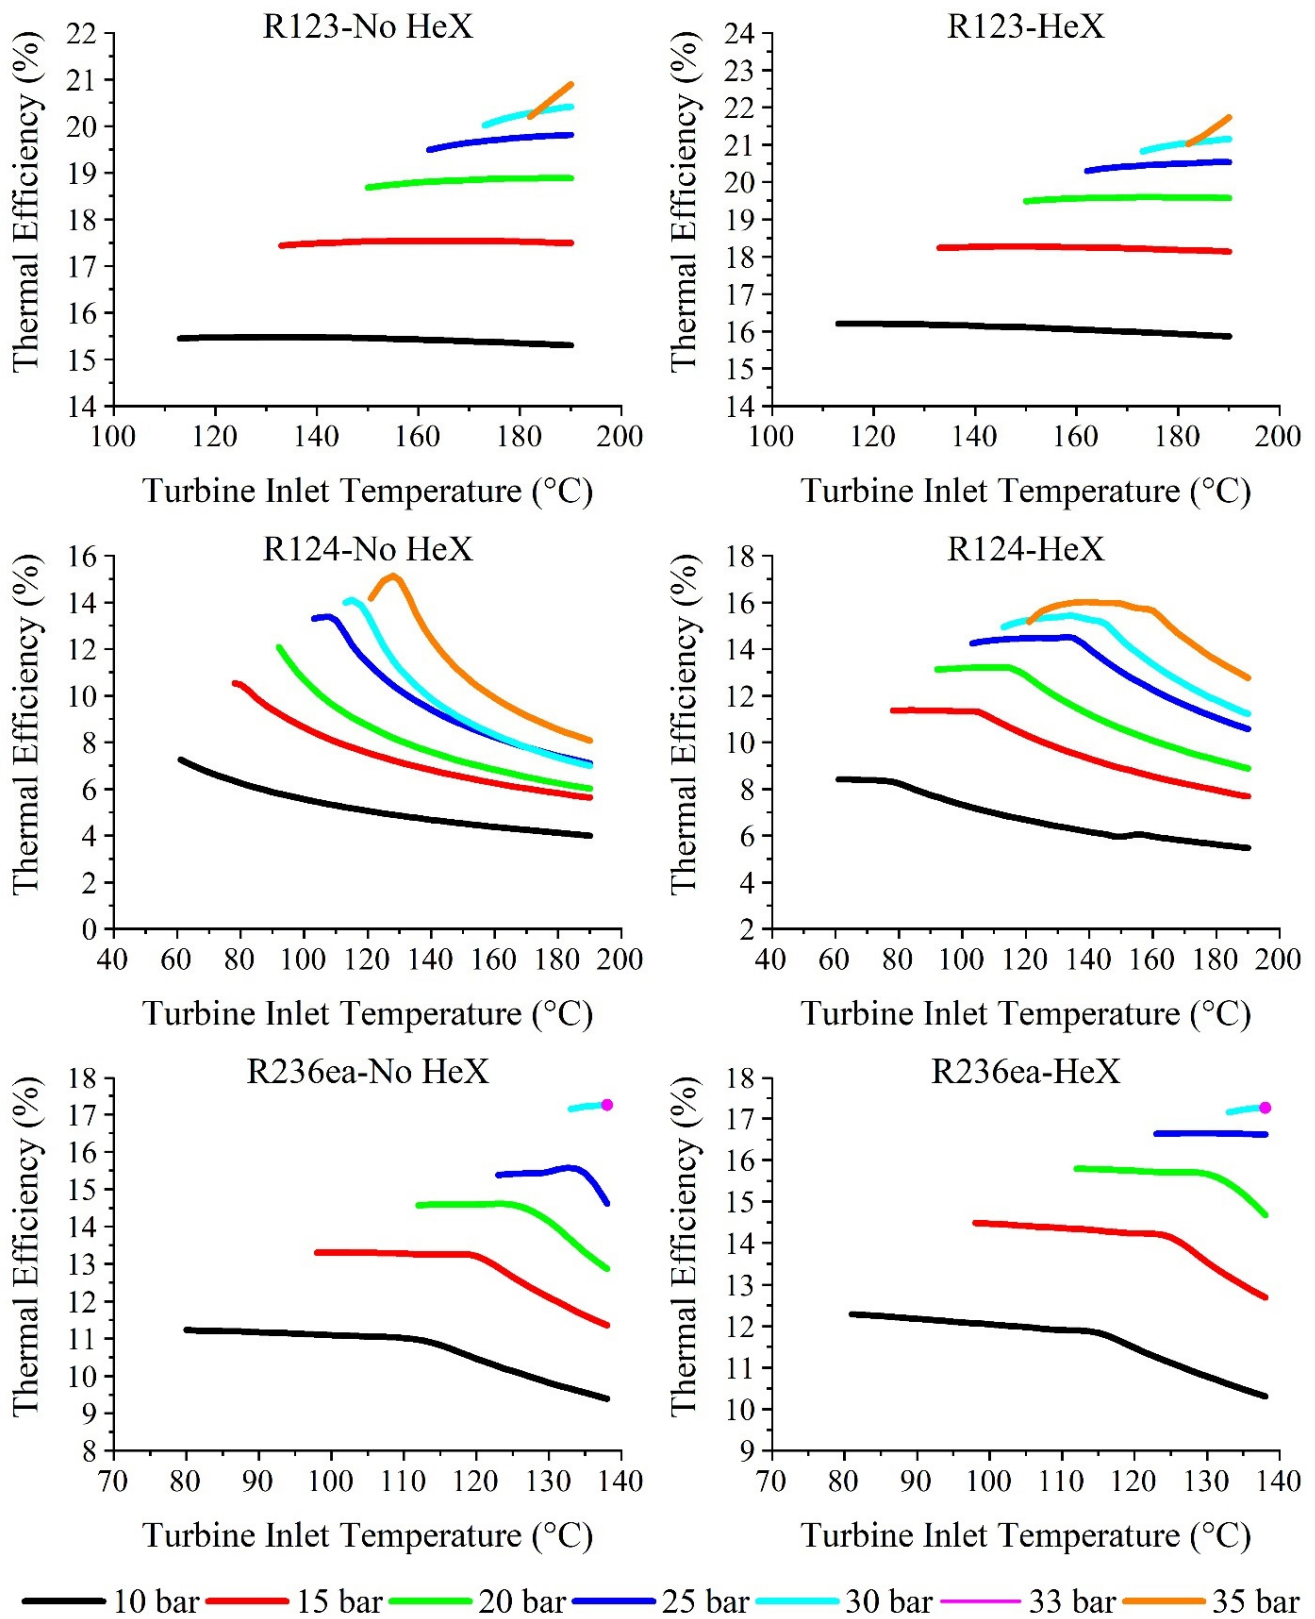 R123-No HeX
Thermal Efficiency (%)
22
21
20
19
18
17
16
15
14
100 120 140 160 180 200
Turbine Inlet Temperature (°C)
R123-HeX
Thermal Efficiency (%)
24
23
22
21
20
19
18
17
16
15
14
100 120 140 160 180 200
Turbine Inlet Temperature (°C)
R124-No HeX
Thermal Efficiency (%)
16
14
12
10
8
6
4
2
0
40 60 80 100 120 140 160 180 200
Turbine Inlet Temperature (°C)
R124-HeX
Thermal Efficiency (%)
18
16
14
12
10
8
6
4
2
40 60 80 100 120 140 160 180 200
Turbine Inlet Temperature (°C)
R236ea-No HeX
Thermal Efficiency (%)
18
17
16
15
14
13
12
11
10
9
8
70 80 90 100 110 120 130 140
Turbine Inlet Temperature (°C)
R236ea-HeX
Thermal Efficiency (%)
18
17
16
15
14
13
12
11
10
9
70 80 90 100 110 120 130 140
Turbine Inlet Temperature (°C)
10 bar 15 bar 20 bar 25 bar 30 bar 33 bar 35 bar